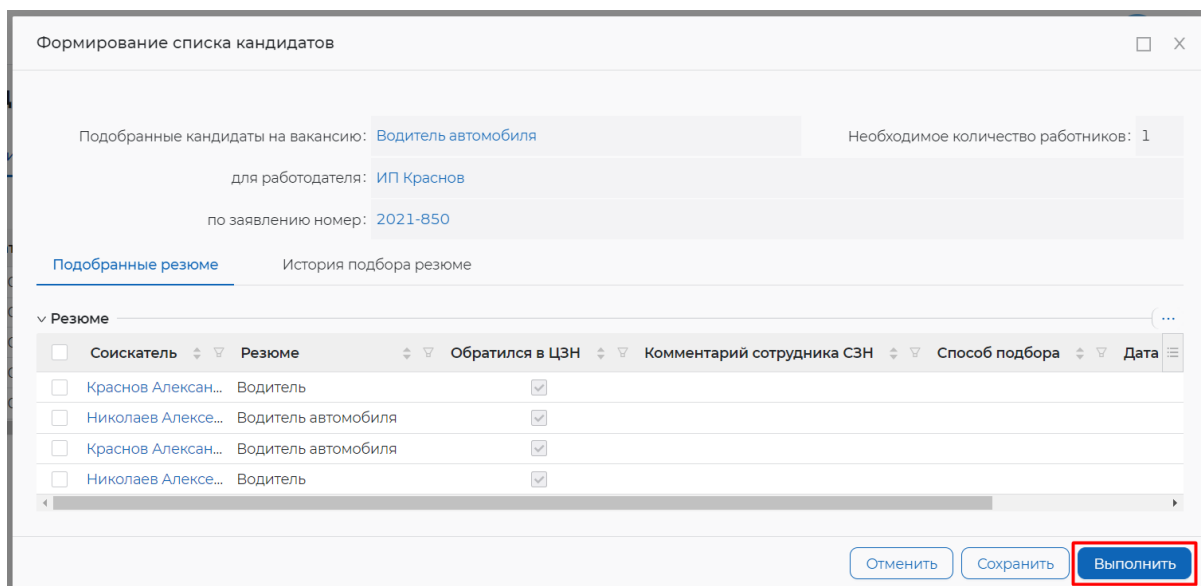 Формирование списка кандидатов
Подобранные кандидаты на вакансию: Водитель автомобиля Необходимое количество работников: 1
для работодателя: ИП Краснов
по заявлению номер: 2021-850
Подобранные резюме История подбора резюме
Резюме
Соискатель Резюме Обратился в ЦЗН Комментарий сотрудника СЗН Способ подбора Дата
Краснов Алексан... Водитель
Николаев Алексе... Водитель автомобиля
Краснов Алексан... Водитель автомобиля
Николаев Алексе... Водитель
Отменить Сохранить Выполнить